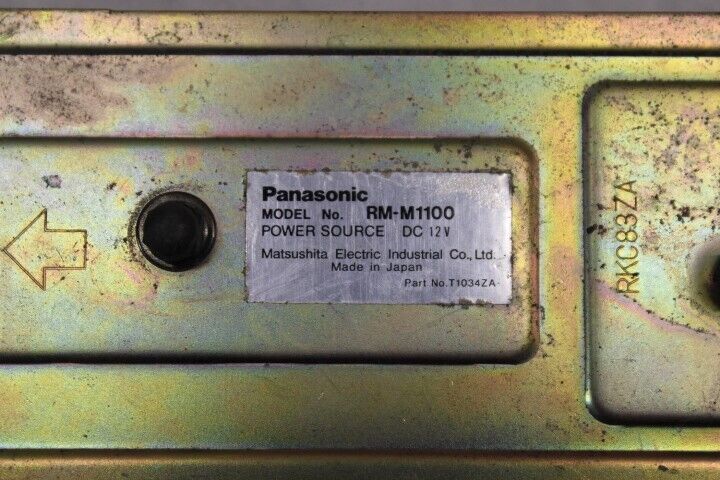 Panasonic
MODEL No. RM-M1100
POWER SOURCE DC 12V
Matsushita Electric Industrial Co., Ltd.
Made in Japan
Part No. T1034ZA
RKC83ZA